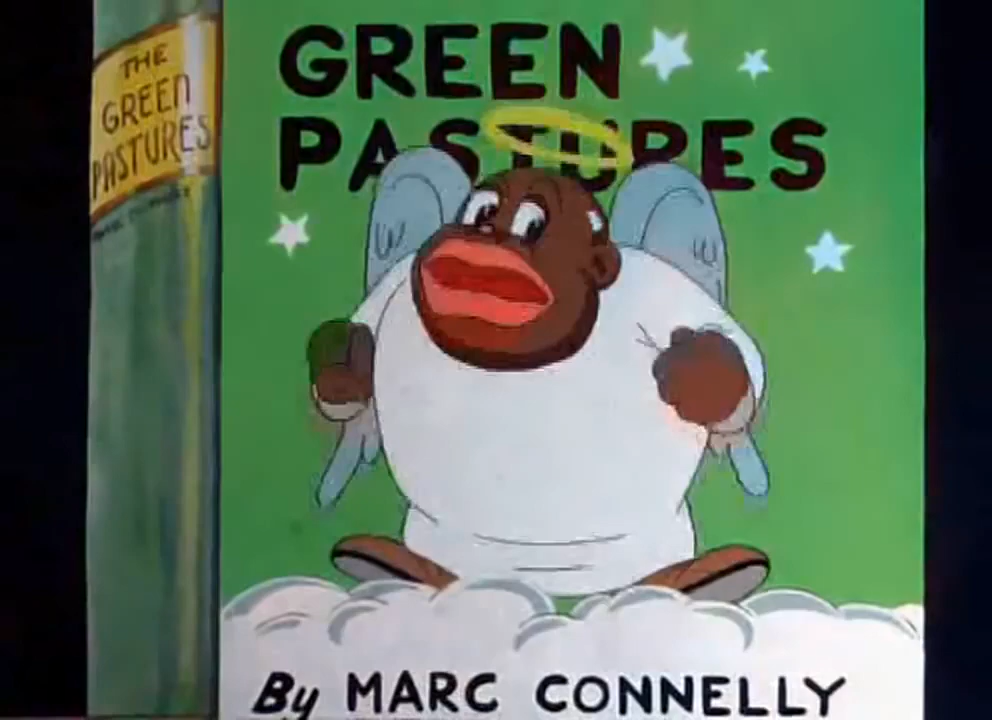 THE
GREEN
PASTURES
GREEN
PASTURES
By MARC CONNELLY